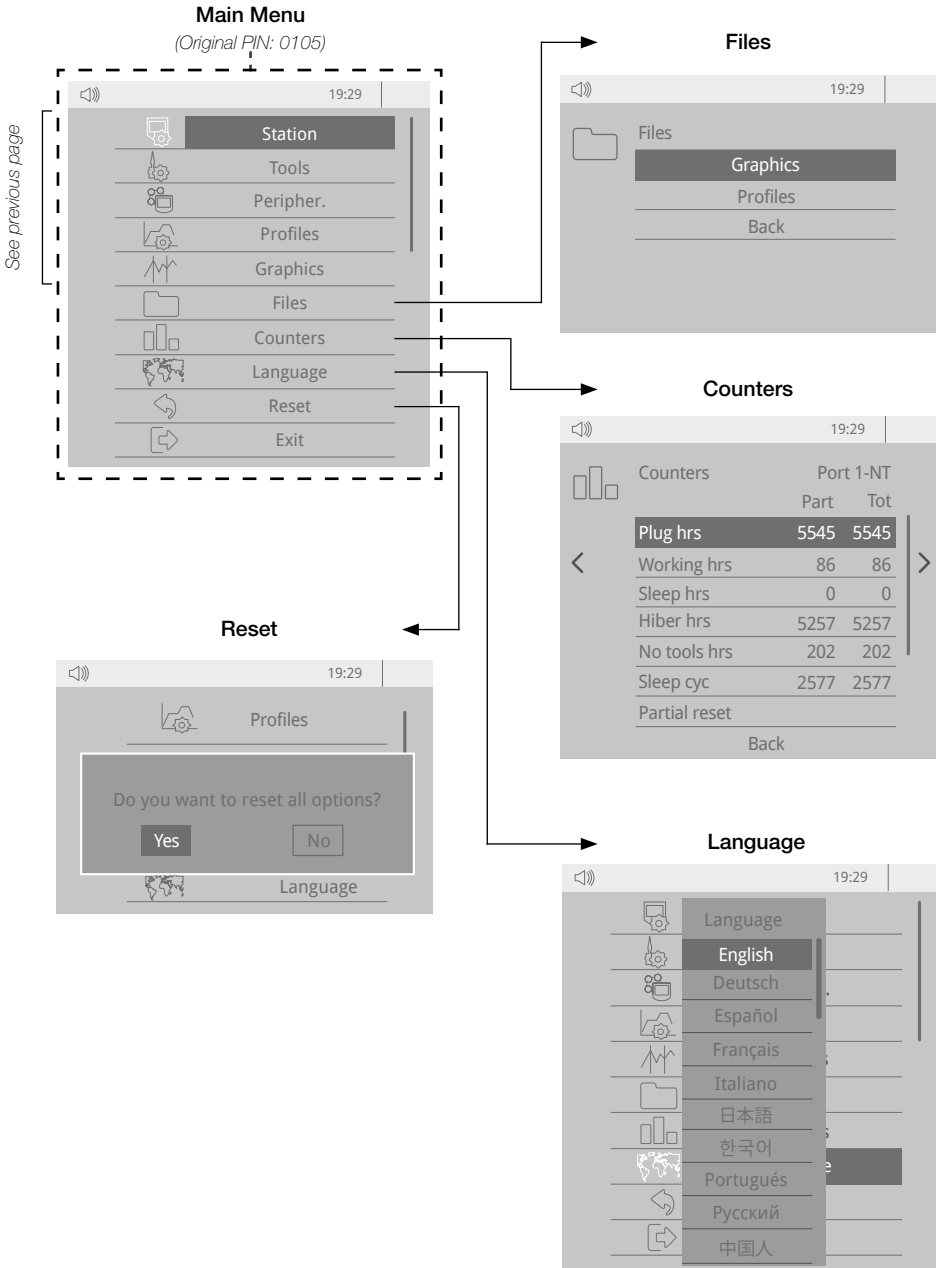 Main Menu
(Original PIN: 0105)
See previous page
19:29
Station
Tools
Peripher.
Profiles
Graphics
Files
Counters
Language
Reset
Exit
Files
19:29
Files
Graphics
Profiles
Back
Counters
19:29
Counters Port 1-NT
Part Tot
Plug hrs 5545 5545
Working hrs 86 86
Sleep hrs 0 0
Hiber hrs 5257 5257
No tools hrs 202 202
Sleep cyc 2577 2577
Partial reset
Back
Reset
19:29
Profiles
Do you want to reset all options?
Yes No
Language
Language
19:29
Language
English
Deutsch
Español
Français
Italiano
日本語
한국어
Portugués
Русский
中国人